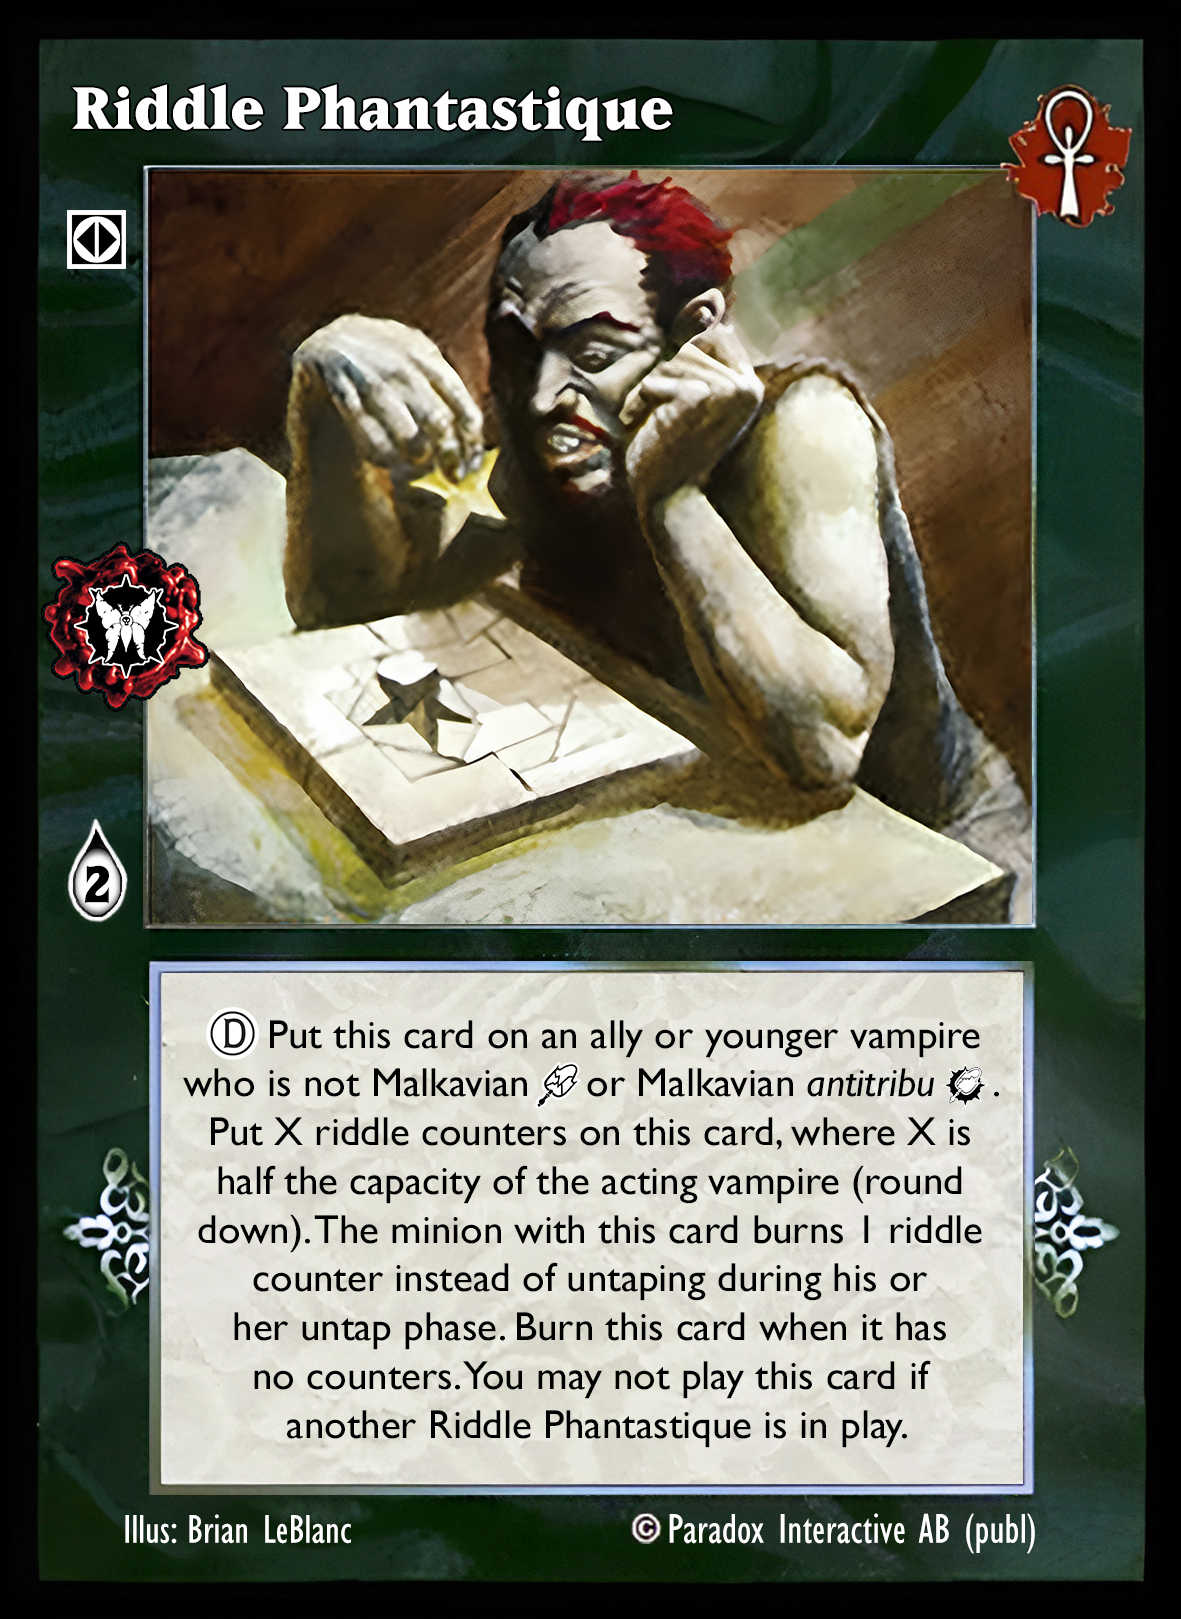 Riddle Phantastique
2
D Put this card on an ally or younger vampire
who is not Malkavian or Malkavian antitribu .
Put X riddle counters on this card, where X is
half the capacity of the acting vampire (round
down). The minion with this card burns 1 riddle
counter instead of untaping during his or
her untap phase. Burn this card when it has
no counters. You may not play this card if
another Riddle Phantastique is in play.
Illus: Brian LeBlanc
© Paradox Interactive AB (publ)